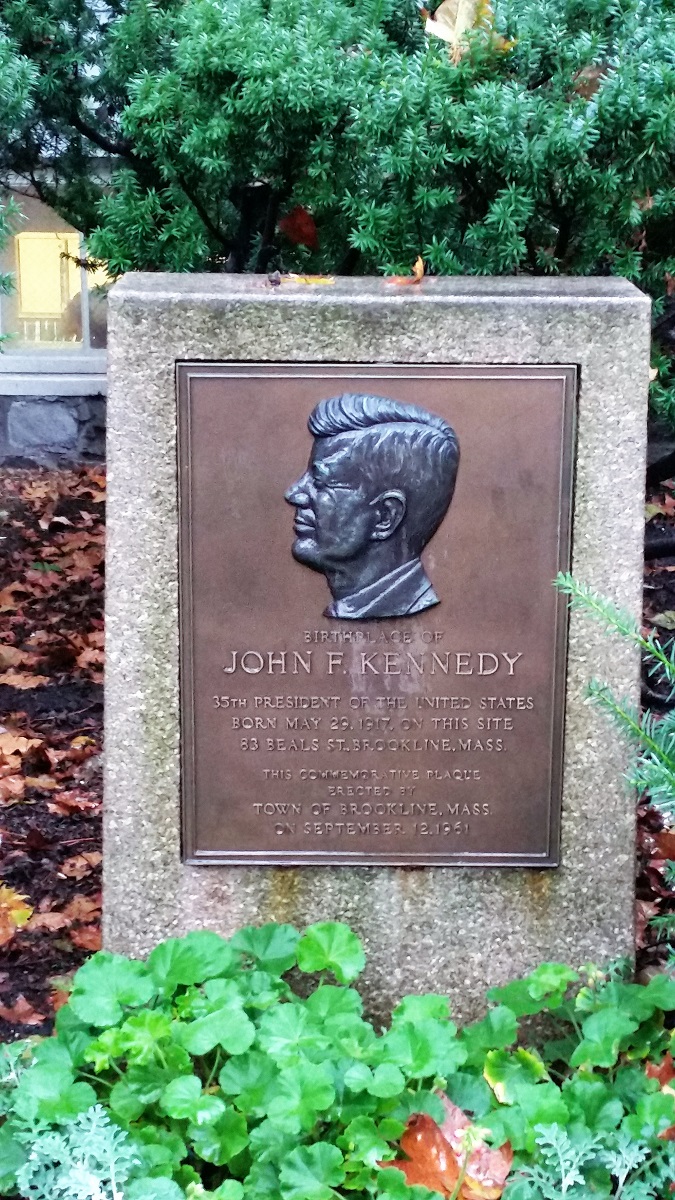 BIRTHPLACE OF
JOHN F. KENNEDY
35TH PRESIDENT OF THE UNITED STATES
BORN MAY 29, 1917, ON THIS SITE
83 BEALS ST. BROOKLINE, MASS.
THIS COMMEMORATIVE PLAQUE
ERECTED BY
TOWN OF BROOKLINE, MASS.
ON SEPTEMBER 12, 1961